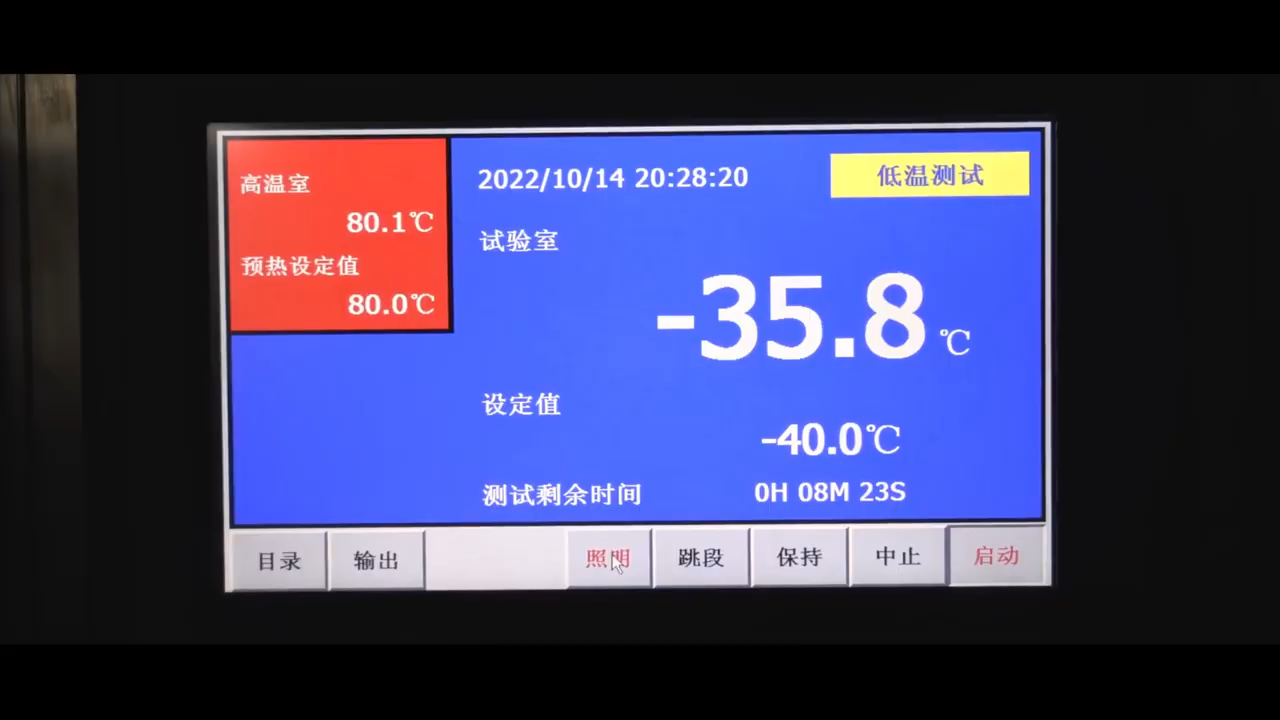 高温室
80.1℃
预热设定值
80.0℃
2022/10/14 20:28:20
低温测试
试验室
-35.8℃
设定值
-40.0℃
测试剩余时间 0H 08M 23S
目录 输出 照明 跳段 保持 中止 启动